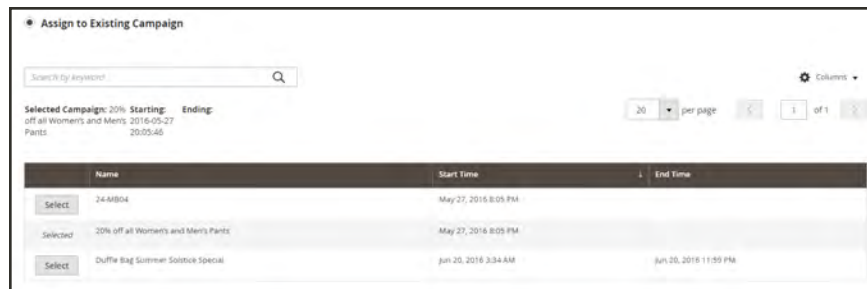 Assign to Existing Campaign
Search by keyword
Columns
Selected Campaign: 20% Starting: Ending:
off all Women's and Men's 2016-05-27
Pants 20:05:46
20 per page 1 of 1
Name Start Time ↓ End Time
Select 24-MB04 May 27, 2016 8:05 PM
Selected 20% off all Women's and Men's Pants May 27, 2016 8:05 PM
Select Duffle Bag Summer Solstice Special Jun 20, 2016 3:34 AM Jun 20, 2016 11:59 PM